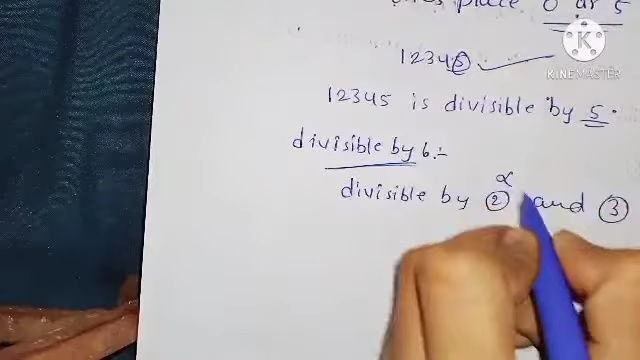 ones place 0 or 5
12345
12345 is divisible by 5.
divisible by 6:-
divisible by 2 and 3
KINEMASTER